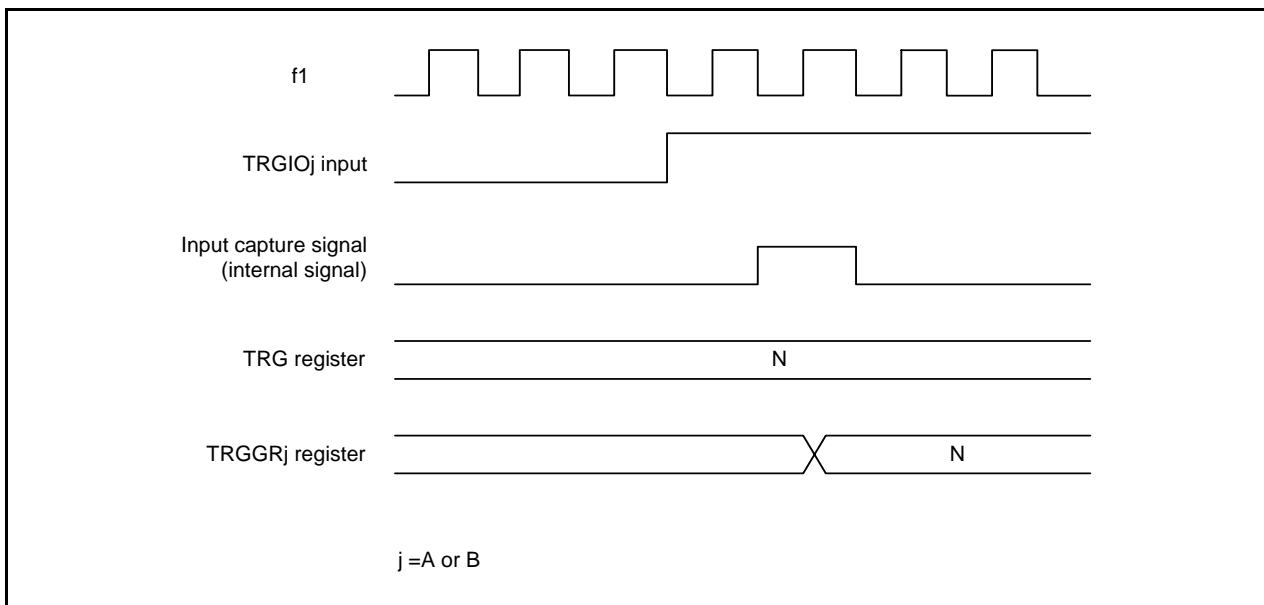 f1
TRGIOj input
Input capture signal
(internal signal)
TRG register
N
TRGGRj register
N
j =A or B